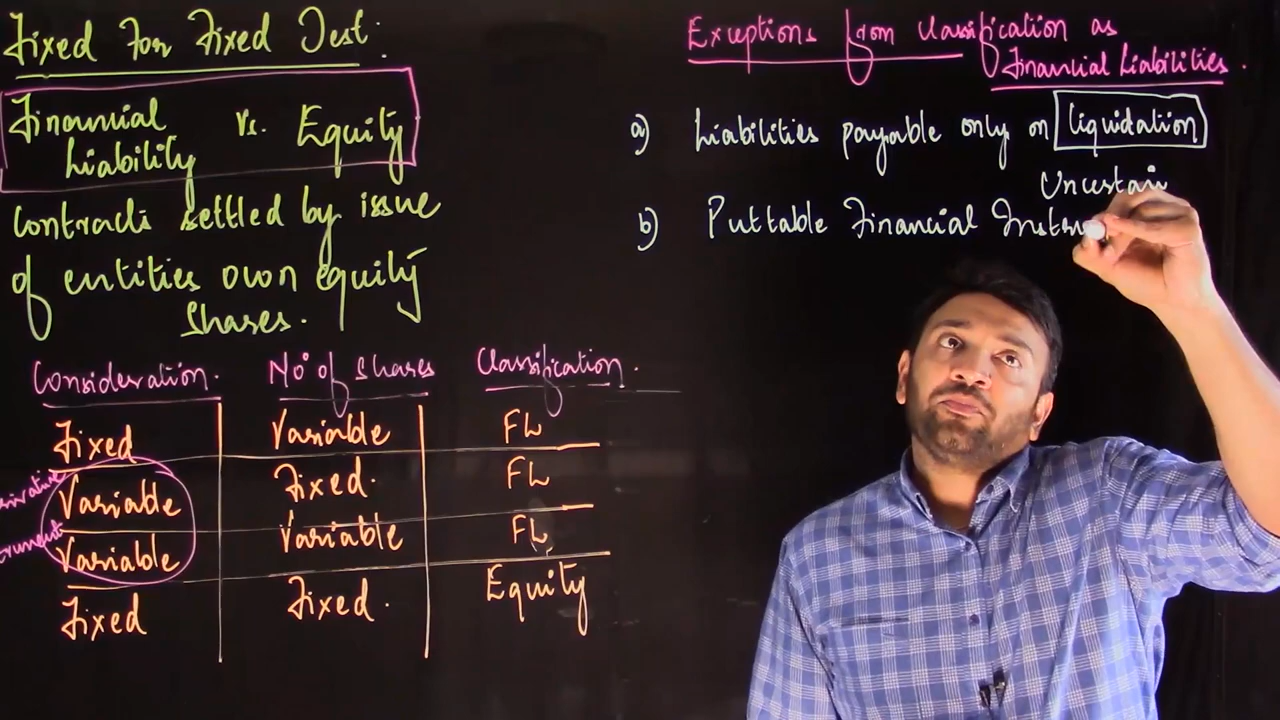 Fixed For Fixed Test:
Financial Liability vs. Equity
contracts settled by issue
of entities own equity
shares.
Consideration. No of shares Classification.
Fixed Variable FL
Variable Fixed. FL
Variable Variable FL
Fixed Fixed. Equity
Exceptions from classification as
Financial Liabilities.
a) Liabilities payable only on liquidation
Uncertain
b) Puttable Financial Instru